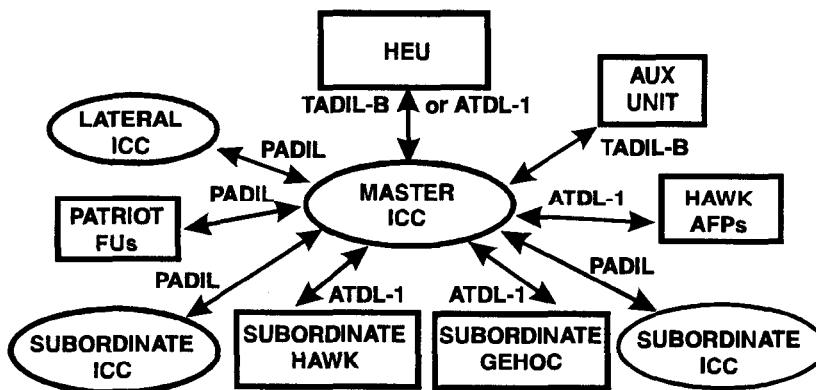 HEU
TADIL-B or ATDL-1
AUX
UNIT
TADIL-B
LATERAL
ICC
PADIL
MASTER
ICC
PADIL
PATRIOT
FUs
ATDL-1
HAWK
AFPs
PADIL
SUBORDINATE
ICC
ATDL-1
SUBORDINATE
HAWK
ATDL-1
SUBORDINATE
GEHOC
PADIL
SUBORDINATE
ICC